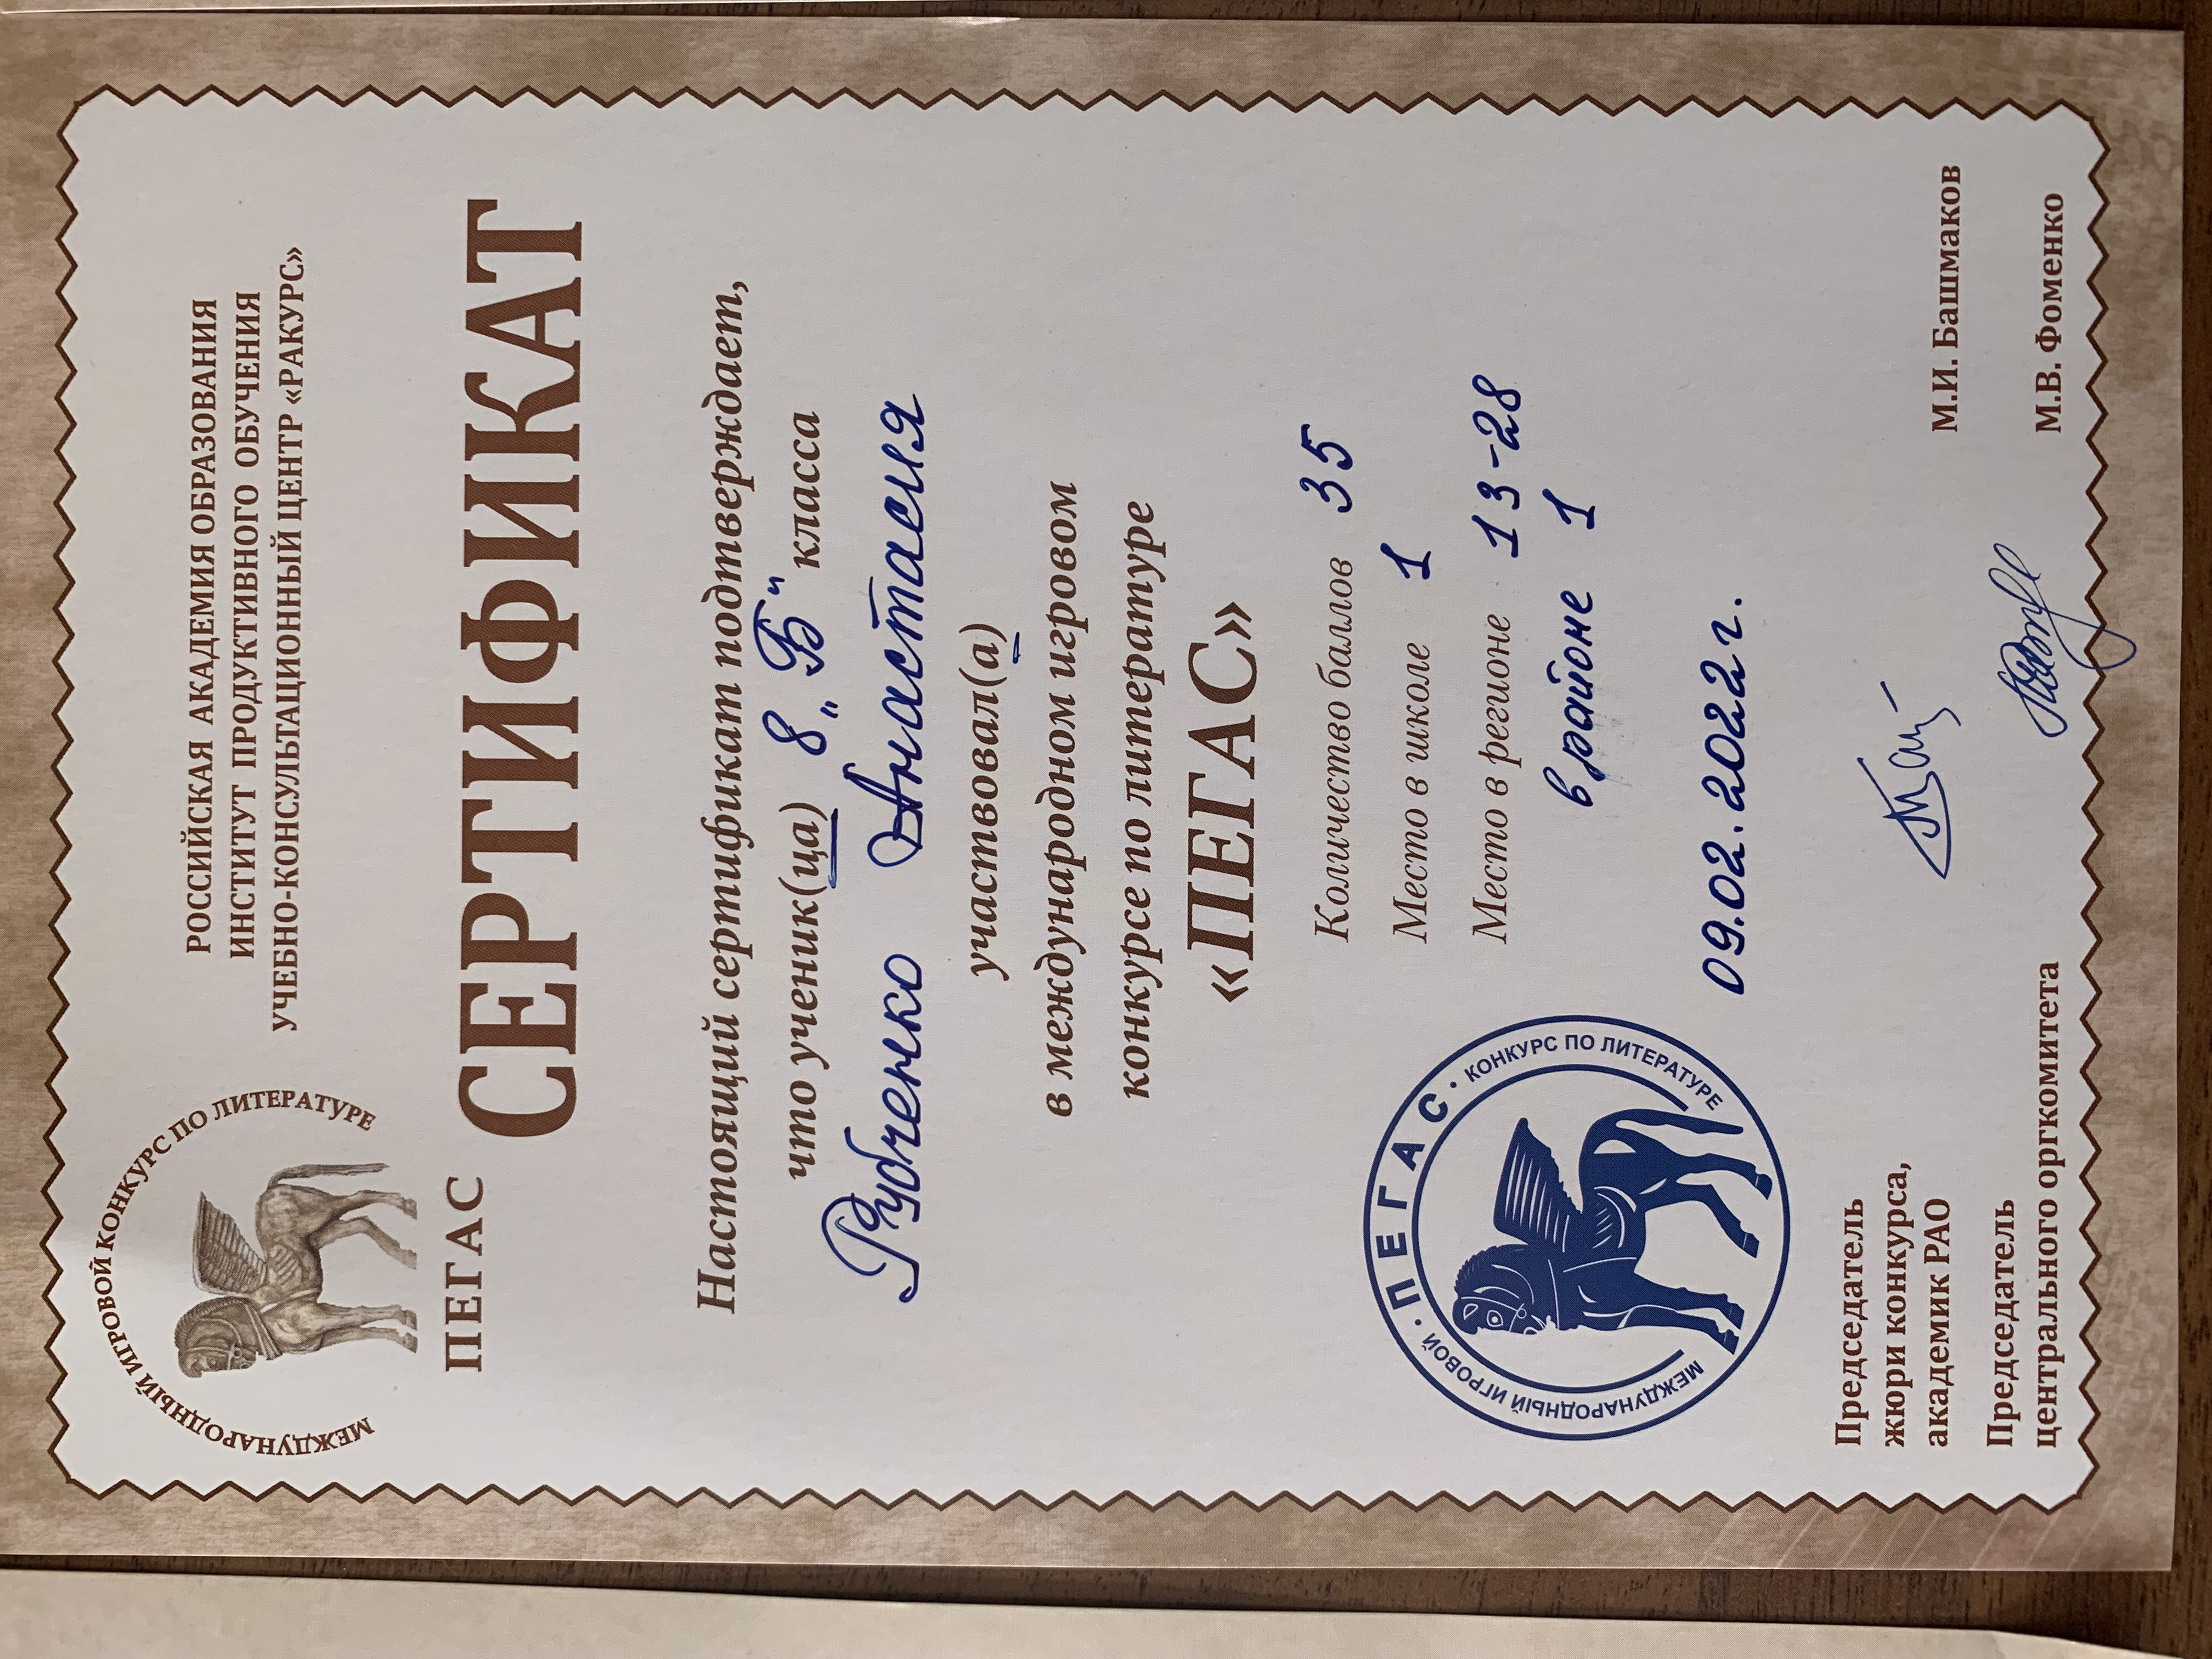 МЕЖДУНАРОДНЫЙ ИГРОВОЙ КОНКУРС ПО ЛИТЕРАТУРЕ
ПЕГАС
РОССИЙСКАЯ АКАДЕМИЯ ОБРАЗОВАНИЯ
ИНСТИТУТ ПРОДУКТИВНОГО ОБУЧЕНИЯ
УЧЕБНО-КОНСУЛЬТАЦИОННЫЙ ЦЕНТР «РАКУРС»
СЕРТИФИКАТ
Настоящий сертификат подтверждает,
что ученик(ца) 8 „Б" класса
Рубченко Анастасия
участвовал(а)
в международном игровом
конкурсе по литературе
«ПЕГАС»
Количество баллов 35
Место в школе 1
Место в регионе 13-28
в районе 1
09.02.2022г.
МЕЖДУНАРОДНЫЙ ИГРОВОЙ • ПЕГАС • КОНКУРС ПО ЛИТЕРАТУРЕ
Председатель
жюри конкурса,
академик РАО М.И. Башмаков
Председатель
центрального оргкомитета М.В. Фоменко